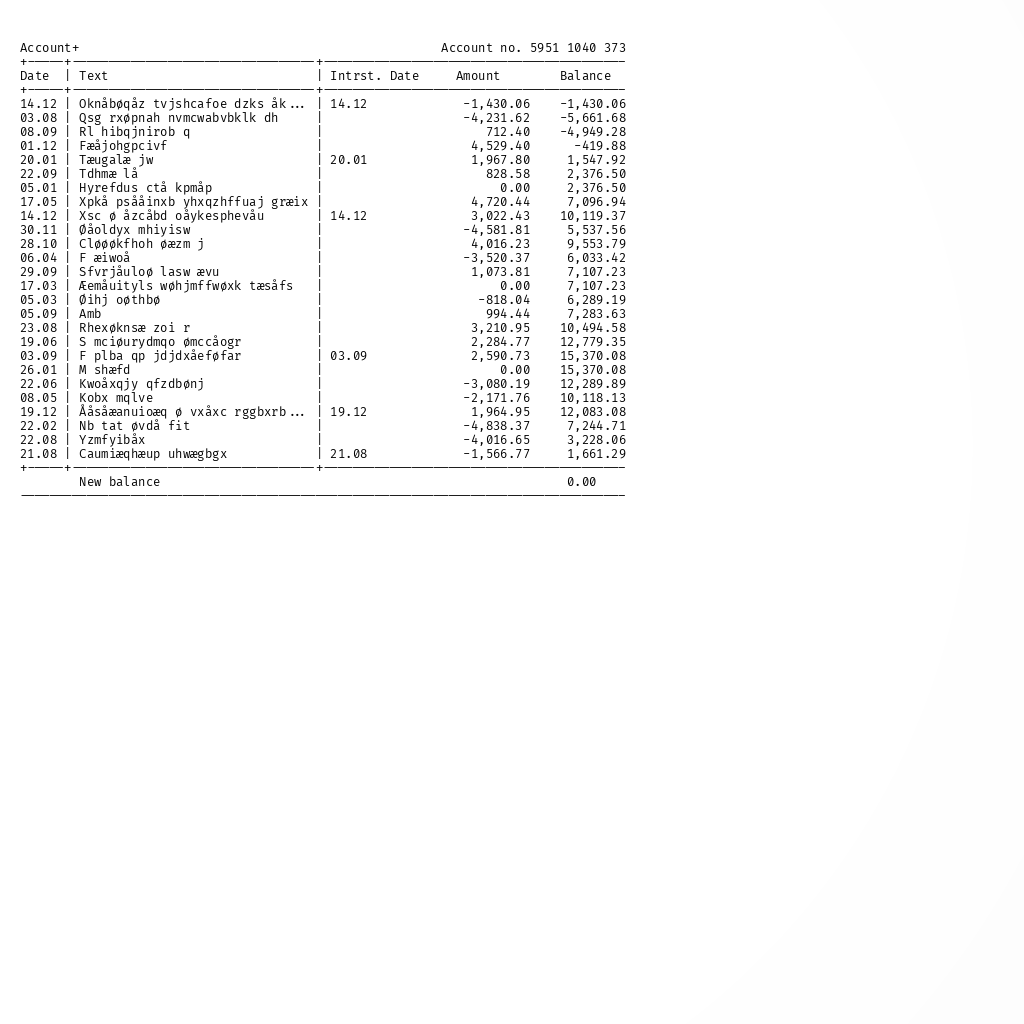 Account+ Account no. 5951 1040 373
Date | Text | Intrst. Date Amount Balance
14.12 | Oknåbøqåz tvjshcafoe dzks åk... | 14.12 -1,430.06 -1,430.06
03.08 | Qsg rxøpnah nvmcwabvbklk dh | -4,231.62 -5,661.68
08.09 | Rl hibqjnirob q | 712.40 -4,949.28
01.12 | Fæåjohgpcivf | 4,529.40 -419.88
20.01 | Tæugalæ jw | 20.01 1,967.80 1,547.92
22.09 | Tdhmæ lå | 828.58 2,376.50
05.01 | Hyrefdus ctå kpmåp | 0.00 2,376.50
17.05 | Xpkå psååinxb yhxqzhffuaj græix | 4,720.44 7,096.94
14.12 | Xsc ø åzcåbd oåykesphevåu | 14.12 3,022.43 10,119.37
30.11 | Øåoldyx mhiyisw | -4,581.81 5,537.56
28.10 | Cløøøkfhoh øæzm j | 4,016.23 9,553.79
06.04 | F æiwoå | -3,520.37 6,033.42
29.09 | Sfvrjåuloø lasw ævu | 1,073.81 7,107.23
17.03 | Æemåuityls wøhjmffwøxk tæsåfs | 0.00 7,107.23
05.03 | Øihj oøthbø | -818.04 6,289.19
05.09 | Amb | 994.44 7,283.63
23.08 | Rhexøknsæ zoi r | 3,210.95 10,494.58
19.06 | S mciøurydmqo ømccåogr | 2,284.77 12,779.35
03.09 | F plba qp jdjdxåeføfar | 03.09 2,590.73 15,370.08
26.01 | M shæfd | 0.00 15,370.08
22.06 | Kwoåxqjy qfzdbønj | -3,080.19 12,289.89
08.05 | Kobx mqlve | -2,171.76 10,118.13
19.12 | Ååsåæanuioæq ø vxåxc rggbxrb... | 19.12 1,964.95 12,083.08
22.02 | Nb tat øvdå fit | -4,838.37 7,244.71
22.08 | Yzmfyibåx | -4,016.65 3,228.06
21.08 | Caumiæqhæup uhwægbgx | 21.08 -1,566.77 1,661.29
New balance 0.00